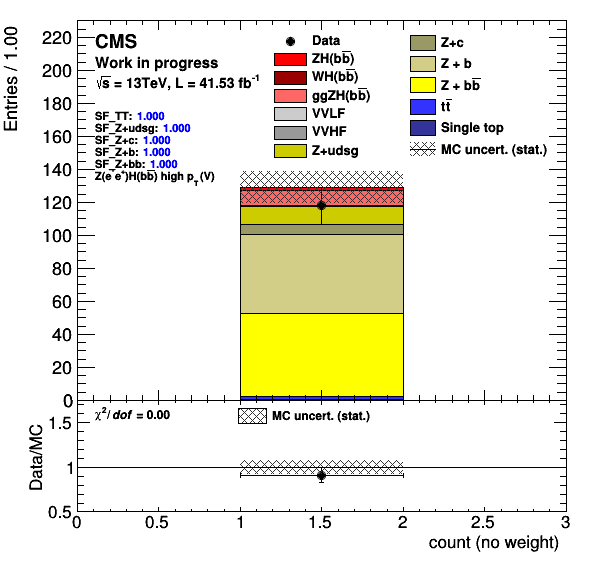 CMS
Work in progress
√s = 13TeV, L = 41.53 fb⁻¹
SF_TT: 1.000
SF_Z+udsg: 1.000
SF_Z+c: 1.000
SF_Z+b: 1.000
SF_Z+bb: 1.000
Z(e⁻e⁺)H(bb̅) high p_T(V)
Data
ZH(bb̅)
WH(bb̅)
ggZH(bb̅)
VVLF
VVHF
Z+udsg
Z+c
Z + b
Z + bb̅
tt̅
Single top
MC uncert. (stat.)
Entries / 1.00
220
200
180
160
140
120
100
80
60
40
20
0
χ²/dof = 0.00
MC uncert. (stat.)
Data/MC
1.5
1
0.5
0
0.5
1
1.5
2
2.5
3
count (no weight)